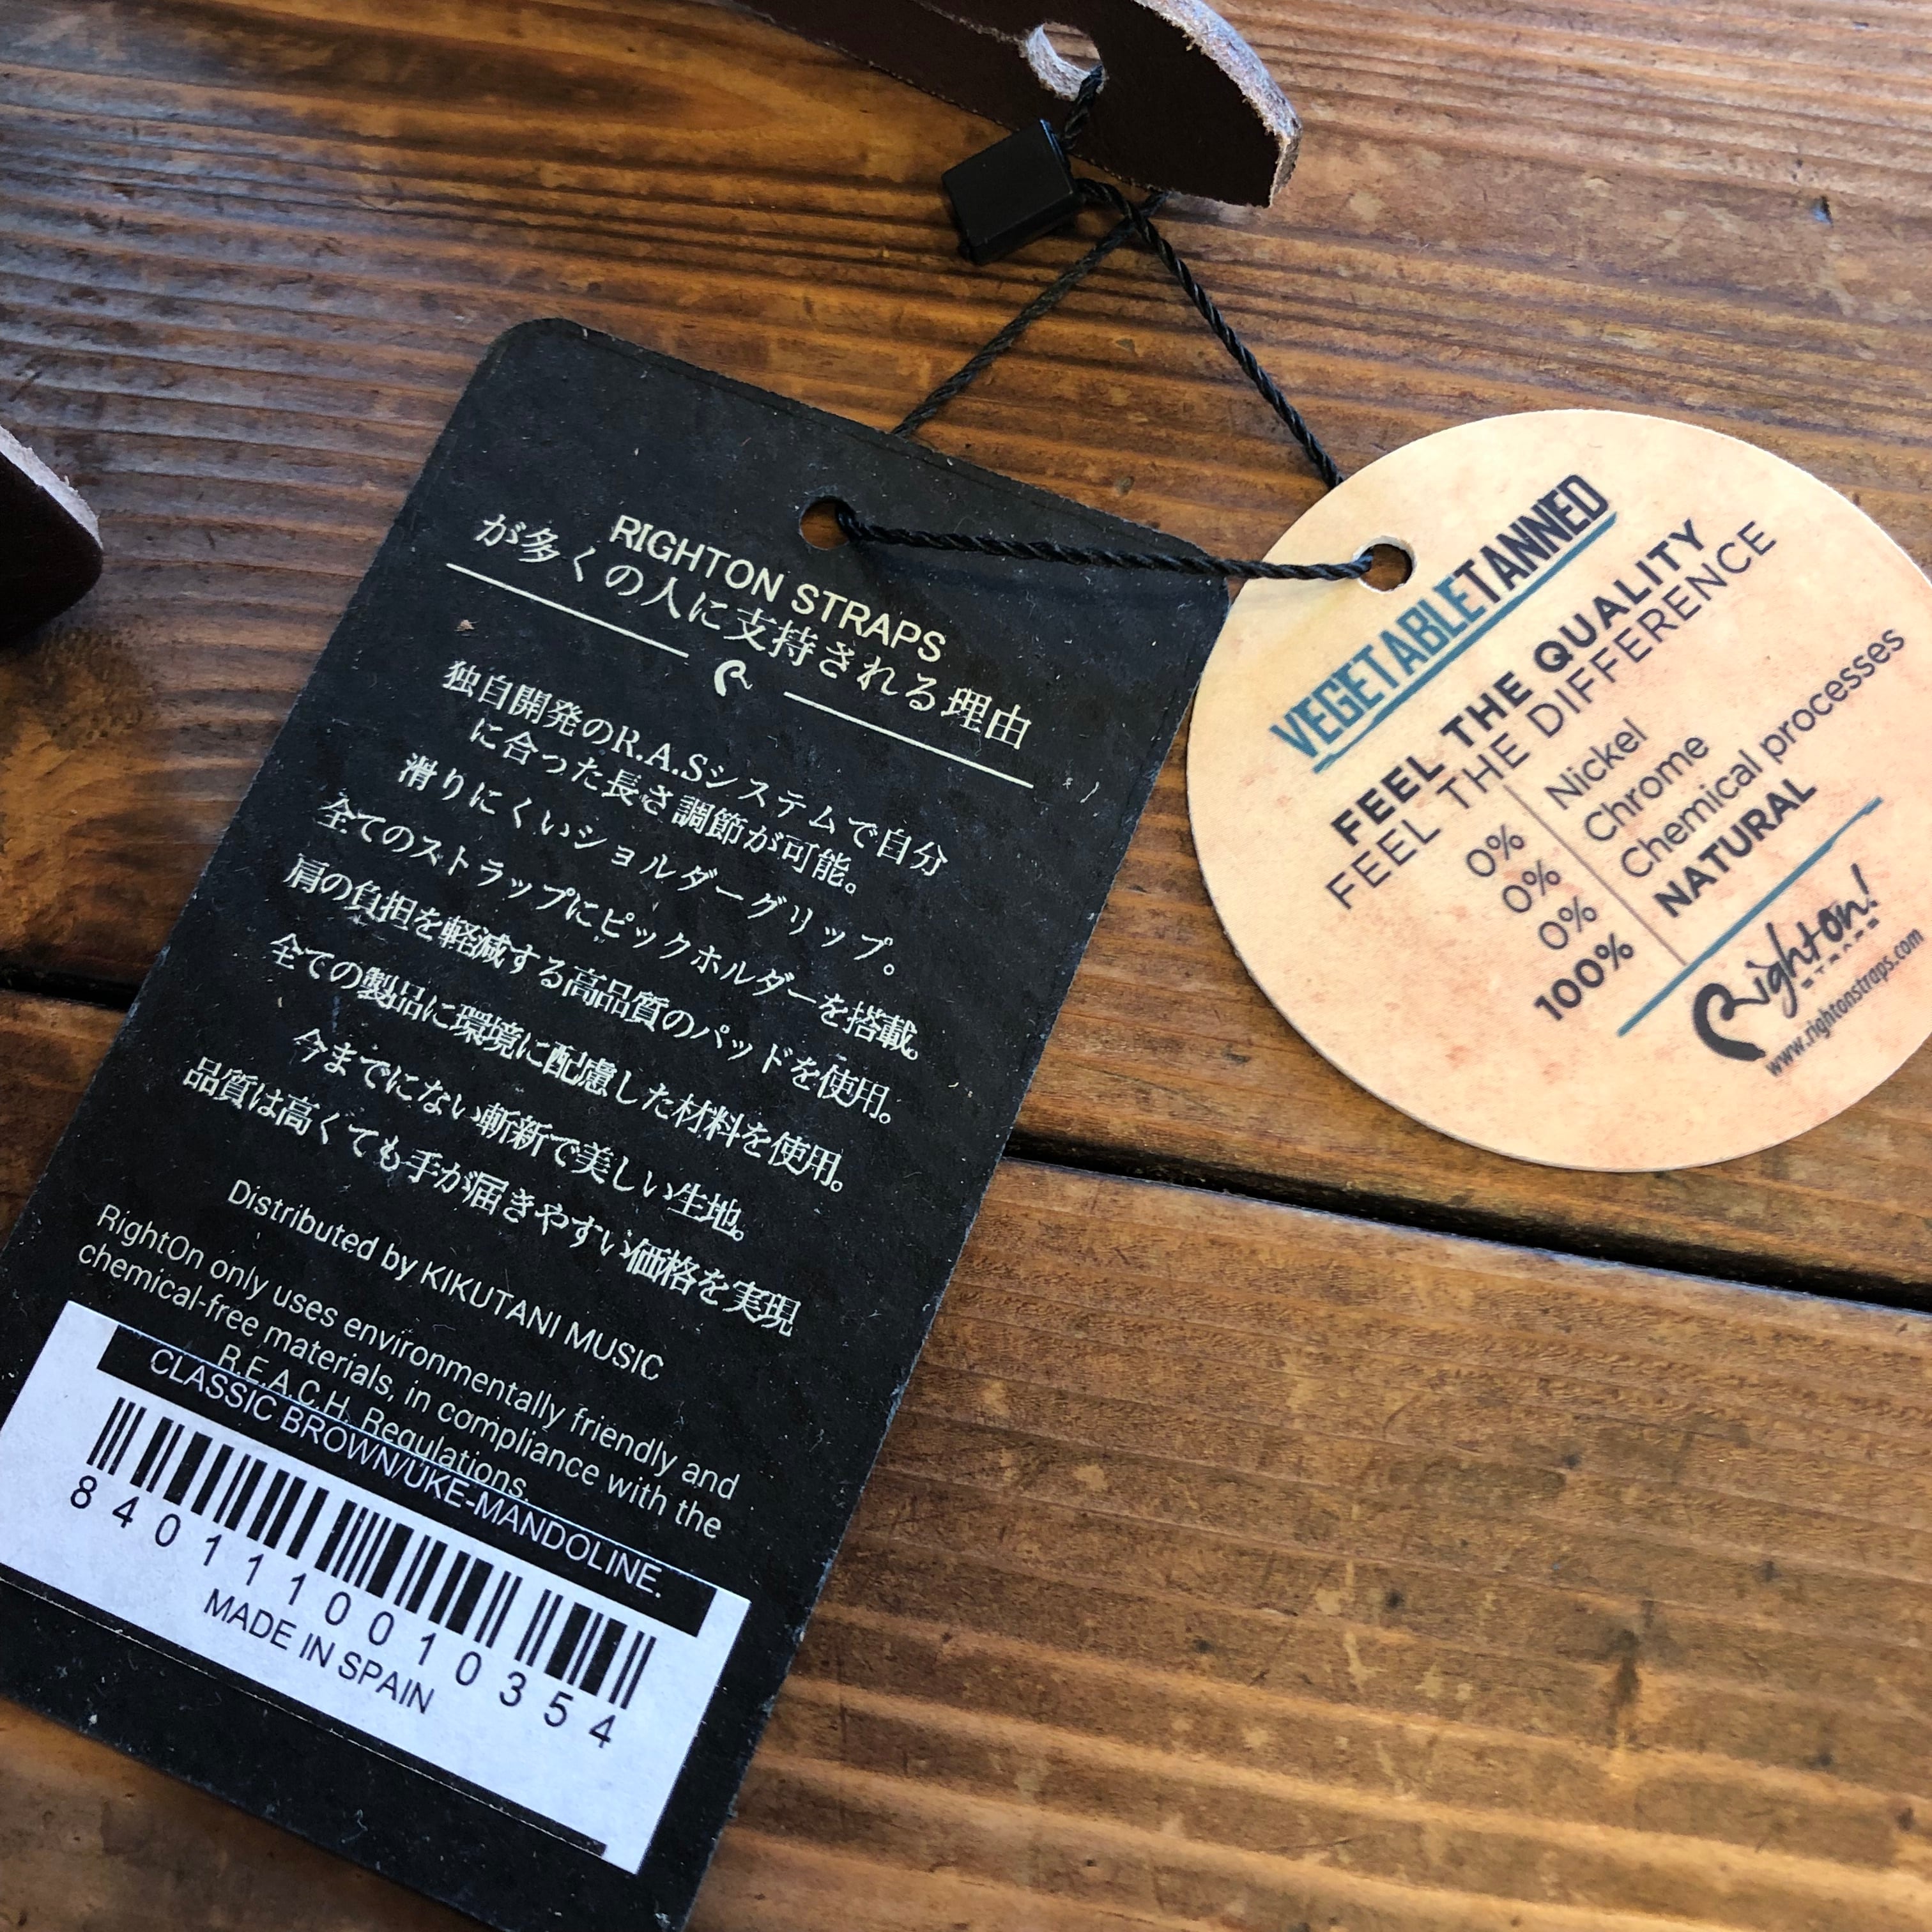 RIGHTON STRAPS
が多くの人に支持される理由
独自開発のR.A.Sシステムで自分
に合った長さ調節が可能。
滑りにくいショルダーグリップ。
全てのストラップにピックホルダーを搭載。
肩の負担を軽減する高品質のパッドを使用。
全ての製品に環境に配慮した材料を使用。
今までにない斬新で美しい生地。
品質は高くても手が届きやすい価格を実現
Distributed by KIKUTANI MUSIC
RightOn only uses environmentally friendly and
chemical-free materials, in compliance with the
R.E.A.C.H. Regulations
CLASSIC BROWN/UKE-MANDOLINE.
8401110010354
MADE IN SPAIN
VEGETABLETANNED
FEEL THE QUALITY
FEEL THE DIFFERENCE
0% Nickel
0% Chrome
0% Chemical processes
100% NATURAL
Righton!
STRAPS
www.rightonstraps.com